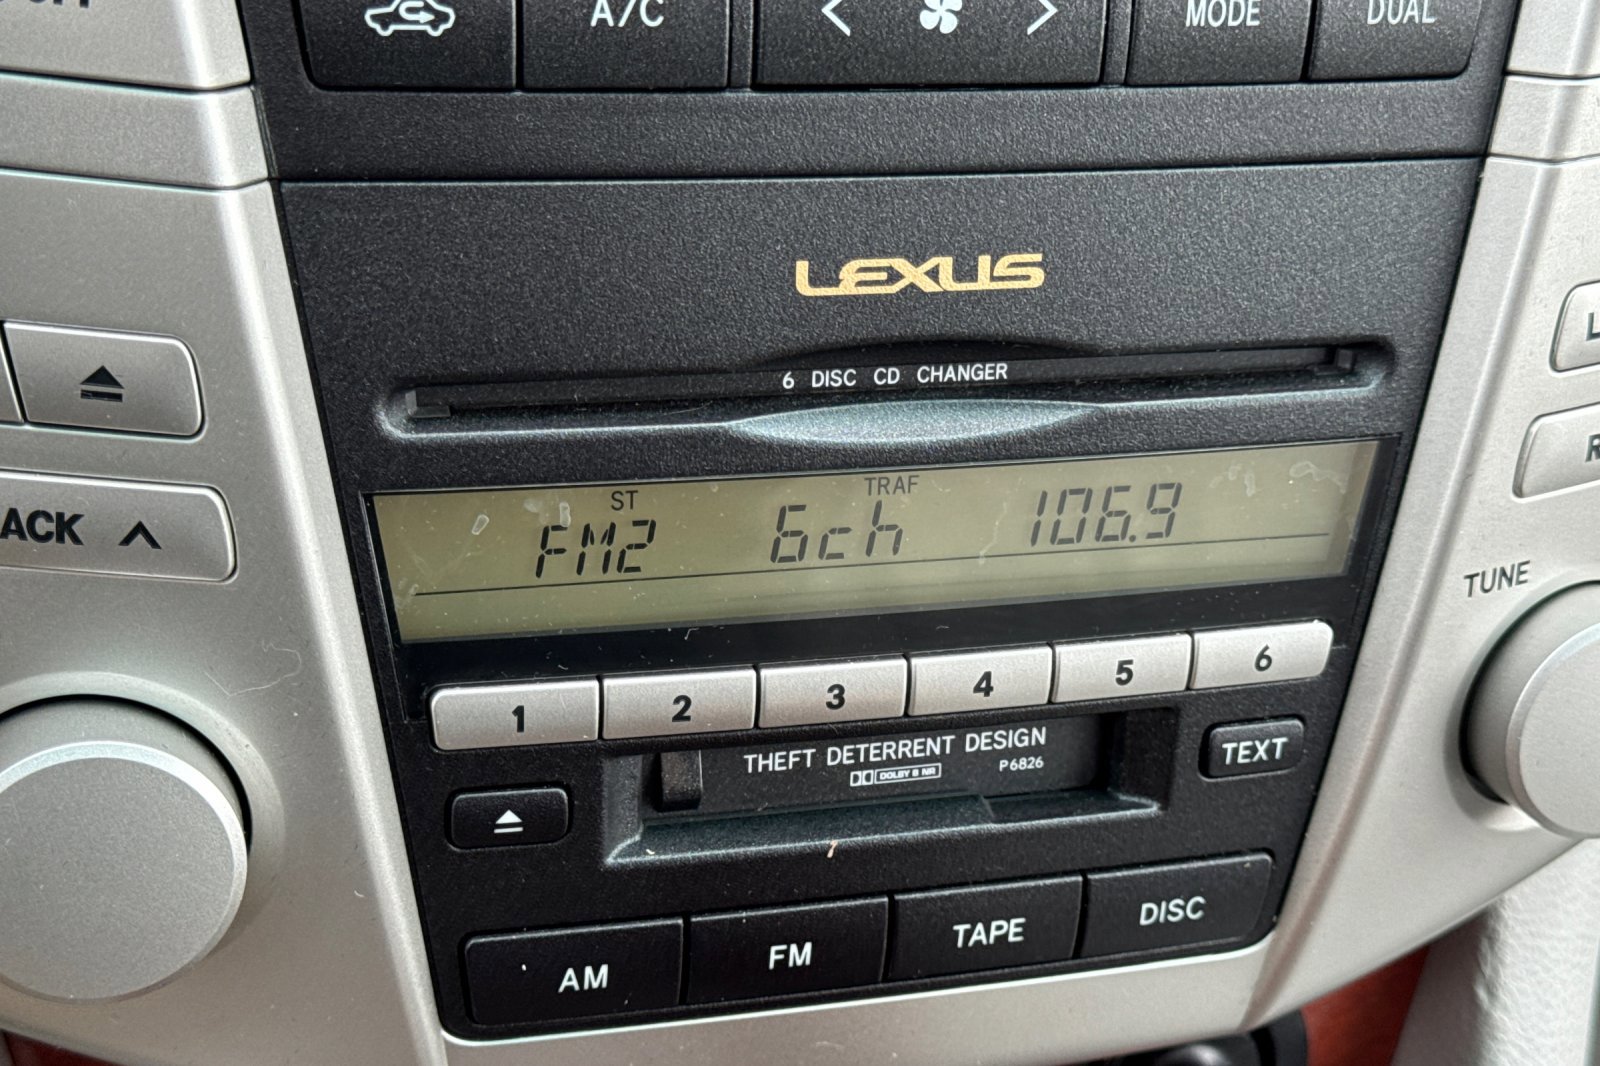 A/C
MODE
DUAL
LEXUS
6 DISC CD CHANGER
ST
TRAF
FM2 6ch 106.9
ACK
TUNE
1 2 3 4 5 6
THEFT DETERRENT DESIGN
DOLBY B NR
P6826
TEXT
AM FM TAPE DISC